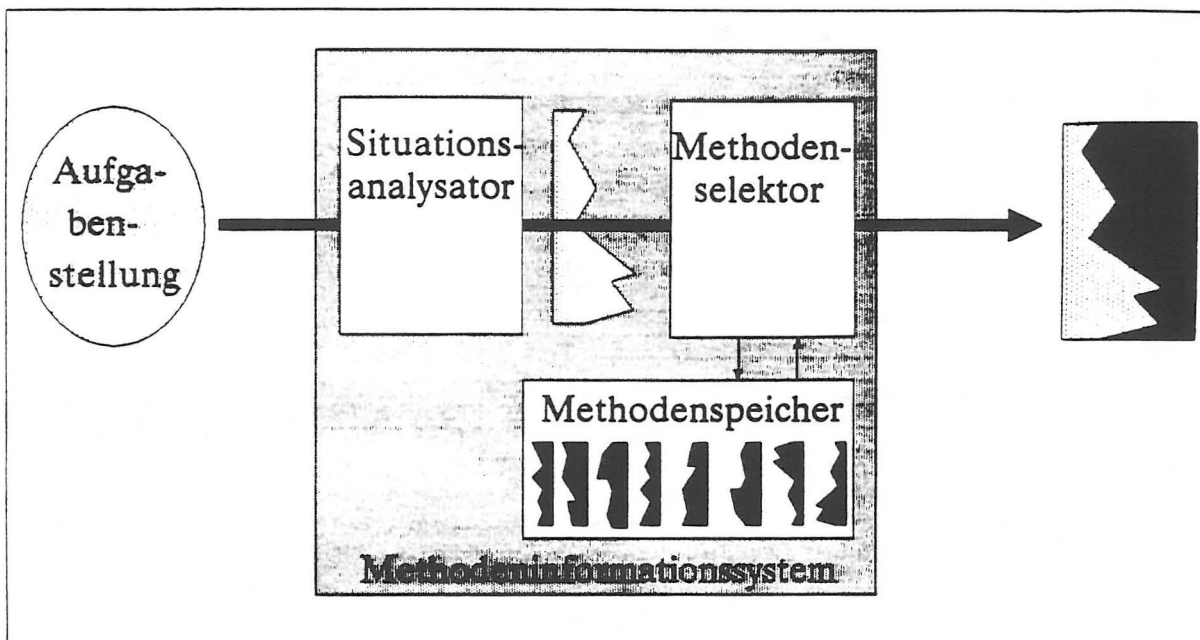 Aufga-
ben-
stellung
Situations-
analysator
Methoden-
selektor
Methodenspeicher
Methodeninformationssystem